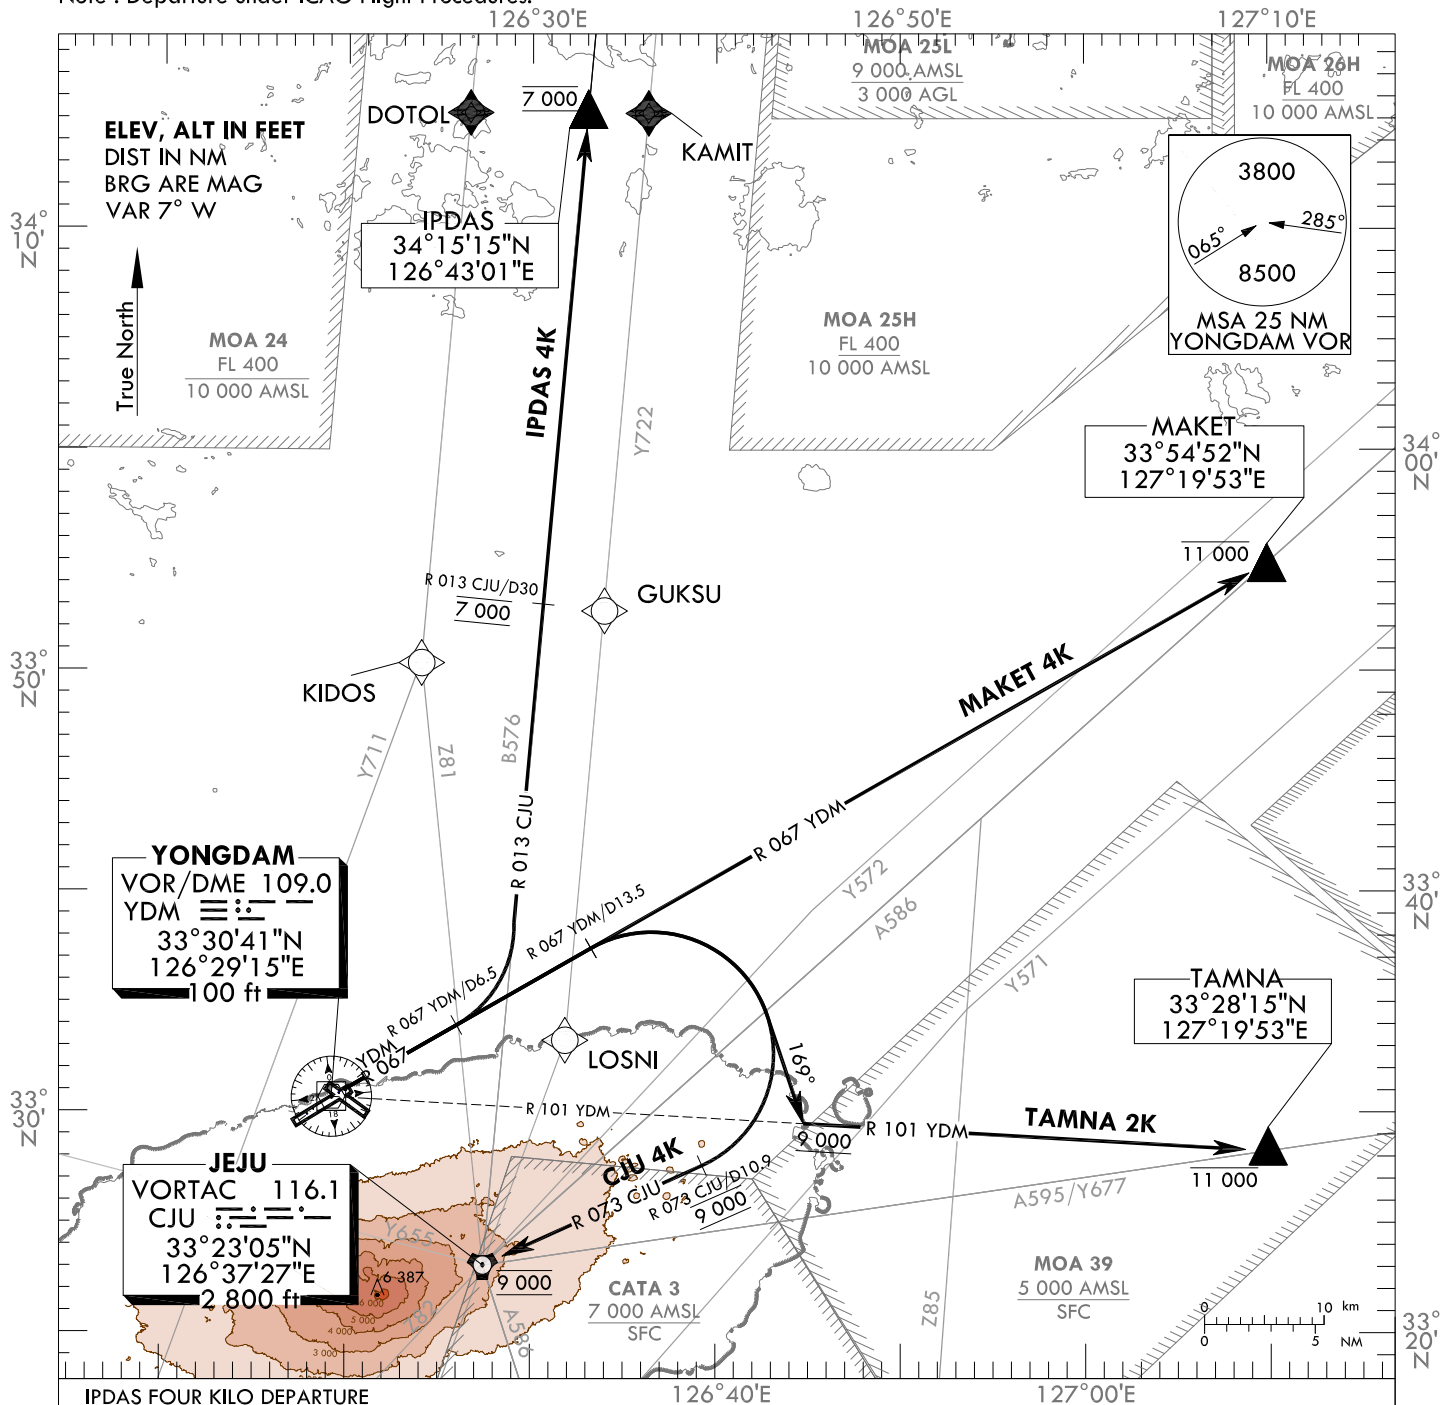 Note : Departure under ICAO Flight Procedures.
126°30'E
126°50'E
127°10'E
MOA 25L
9 000 AMSL
3 000 AGL
MOA 26H
FL 400
10 000 AMSL
DOTOL
7 000
KAMIT
ELEV, ALT IN FEET
DIST IN NM
BRG ARE MAG
VAR 7° W
True North
3800
285°
065°
8500
MSA 25 NM
YONGDAM VOR
34°
10'
N
IPDAS
34°15'15"N
126°43'01"E
MOA 24
FL 400
10 000 AMSL
MOA 25H
FL 400
10 000 AMSL
IPDAS 4K
Y722
MAKET
33°54'52"N
127°19'53"E
34°
00'
N
11 000
R 013 CJU/D30
7 000
GUKSU
33°
50'
N
KIDOS
MAKET 4K
Y711
Z81
B576
R 013 CJU
R 067 YDM
Y572
A586
Y571
33°
40'
N
YONGDAM
VOR/DME 109.0
YDM
33°30'41"N
126°29'15"E
100 ft
R 067 YDM/D13.5
R 067 YDM/D6.5
YDM
R 067
LOSNI
169°
TAMNA
33°28'15"N
127°19'53"E
33°
30'
N
18
R 101 YDM
9 000
R 101 YDM
TAMNA 2K
11 000
CJU 4K
R 073 CJU
R 073 CJU/D10.9
9 000
A595/Y677
JEJU
VORTAC 116.1
CJU
33°23'05"N
126°37'27"E
2 800 ft
Y655
6 387
6 000
5 000
4 000
3 000
Z82
9 000
A586
CATA 3
7 000 AMSL
SFC
Z85
MOA 39
5 000 AMSL
SFC
0 10 km
0 5 NM
33°
20'
N
IPDAS FOUR KILO DEPARTURE
126°40'E
127°00'E